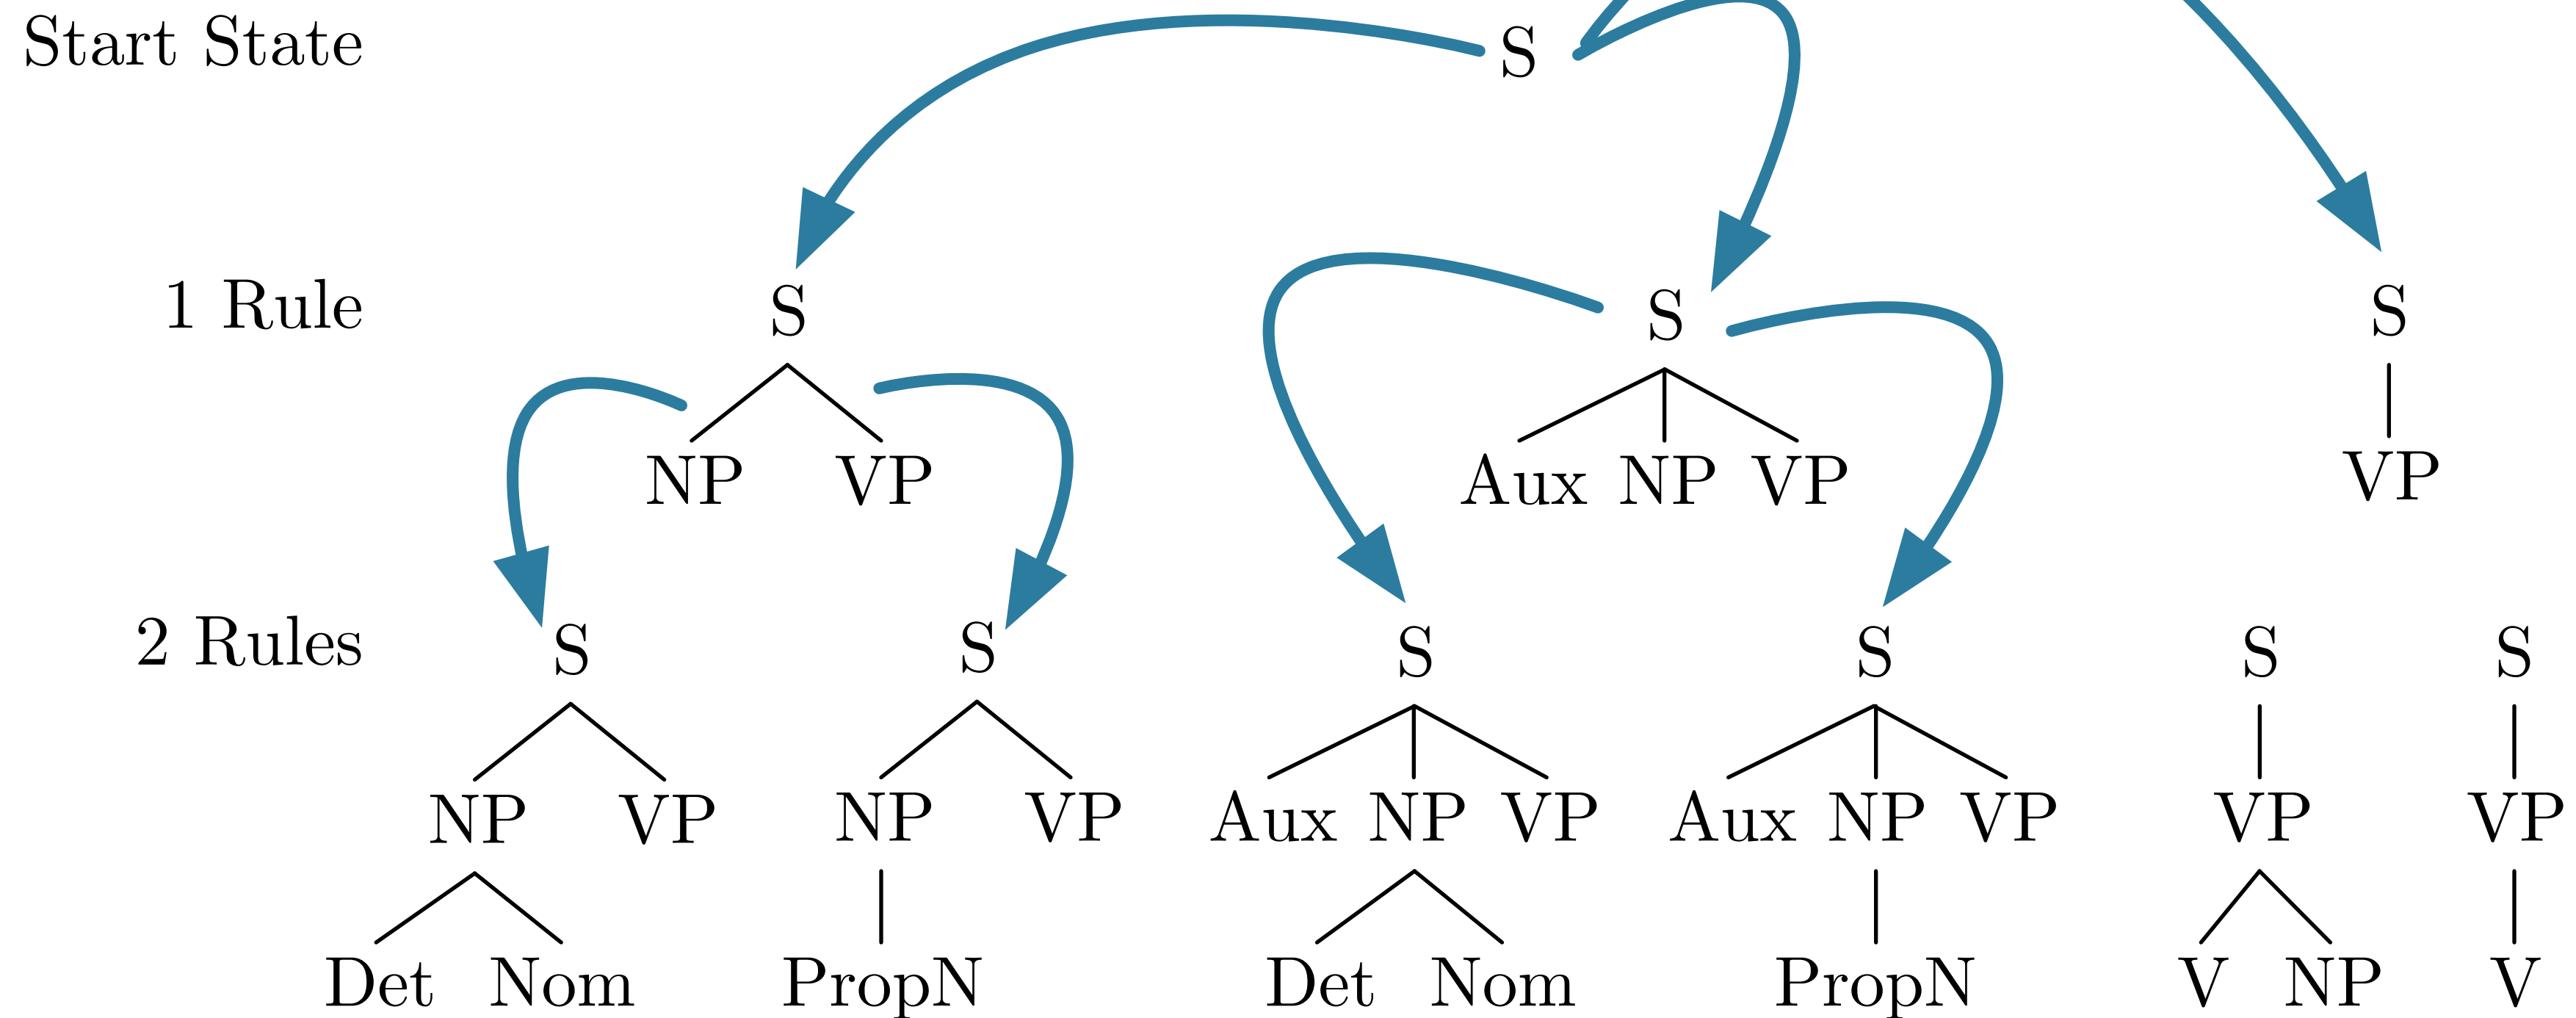 Start State S
1 Rule S S S
NP VP Aux NP VP VP
2 Rules S S S S S S
NP VP NP VP Aux NP VP Aux NP VP VP VP
Det Nom PropN Det Nom PropN V NP V